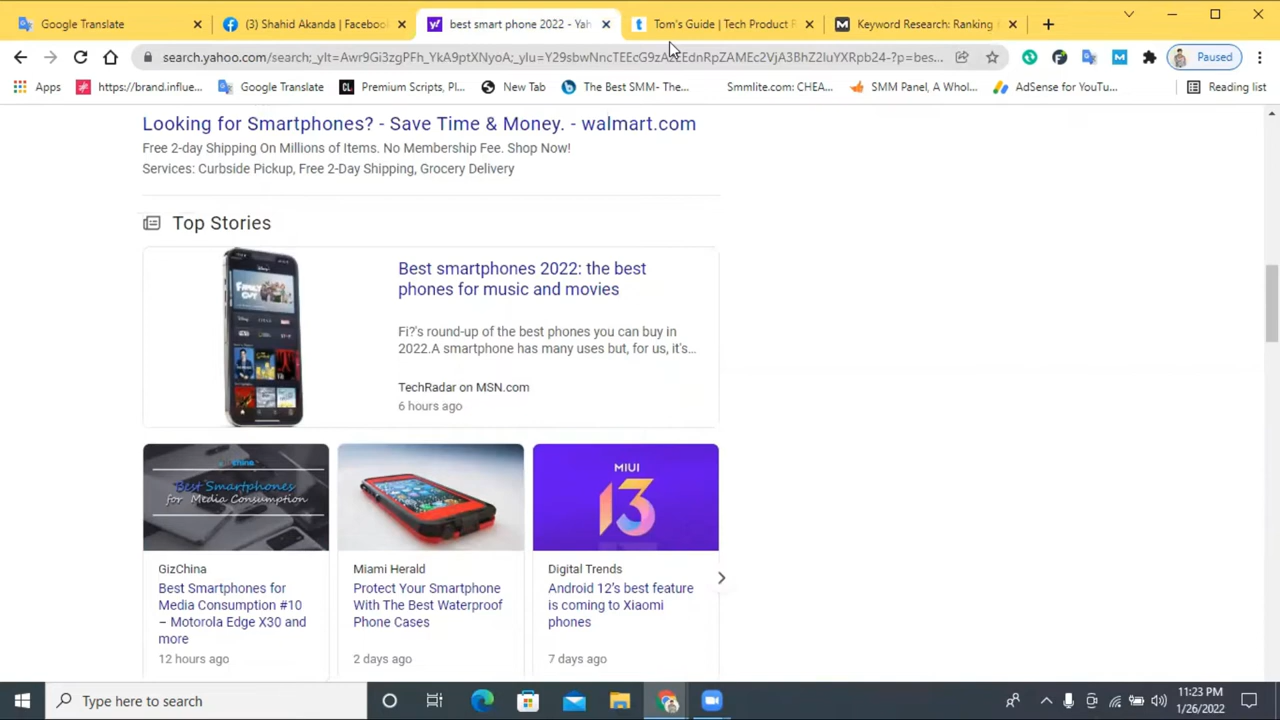 Google Translate
(3) Shahid Akanda | Facebook
best smart phone 2022 - Yah
Tom's Guide | Tech Product R
Keyword Research: Ranking
Paused
Apps
https://brand.influe...
Google Translate
Premium Scripts, Pl...
New Tab
The Best SMM- The...
Smmlite.com: CHEA...
SMM Panel, A Whol...
AdSense for YouTu...
Reading list
Looking for Smartphones? - Save Time & Money. - walmart.com
Free 2-day Shipping On Millions of Items. No Membership Fee. Shop Now!
Services: Curbside Pickup, Free 2-Day Shipping, Grocery Delivery
Top Stories
FAMILY GUY
Best smartphones 2022: the best
phones for music and movies
Fi?'s round-up of the best phones you can buy in
2022.A smartphone has many uses but, for us, it's...
TechRadar on MSN.com
6 hours ago
Best Smartphones
for Media Consumption
MIUI
13
GizChina
Best Smartphones for
Media Consumption #10
– Motorola Edge X30 and
more
12 hours ago
Miami Herald
Protect Your Smartphone
With The Best Waterproof
Phone Cases
2 days ago
Digital Trends
Android 12's best feature
is coming to Xiaomi
phones
7 days ago
Type here to search
11:23 PM
1/26/2022